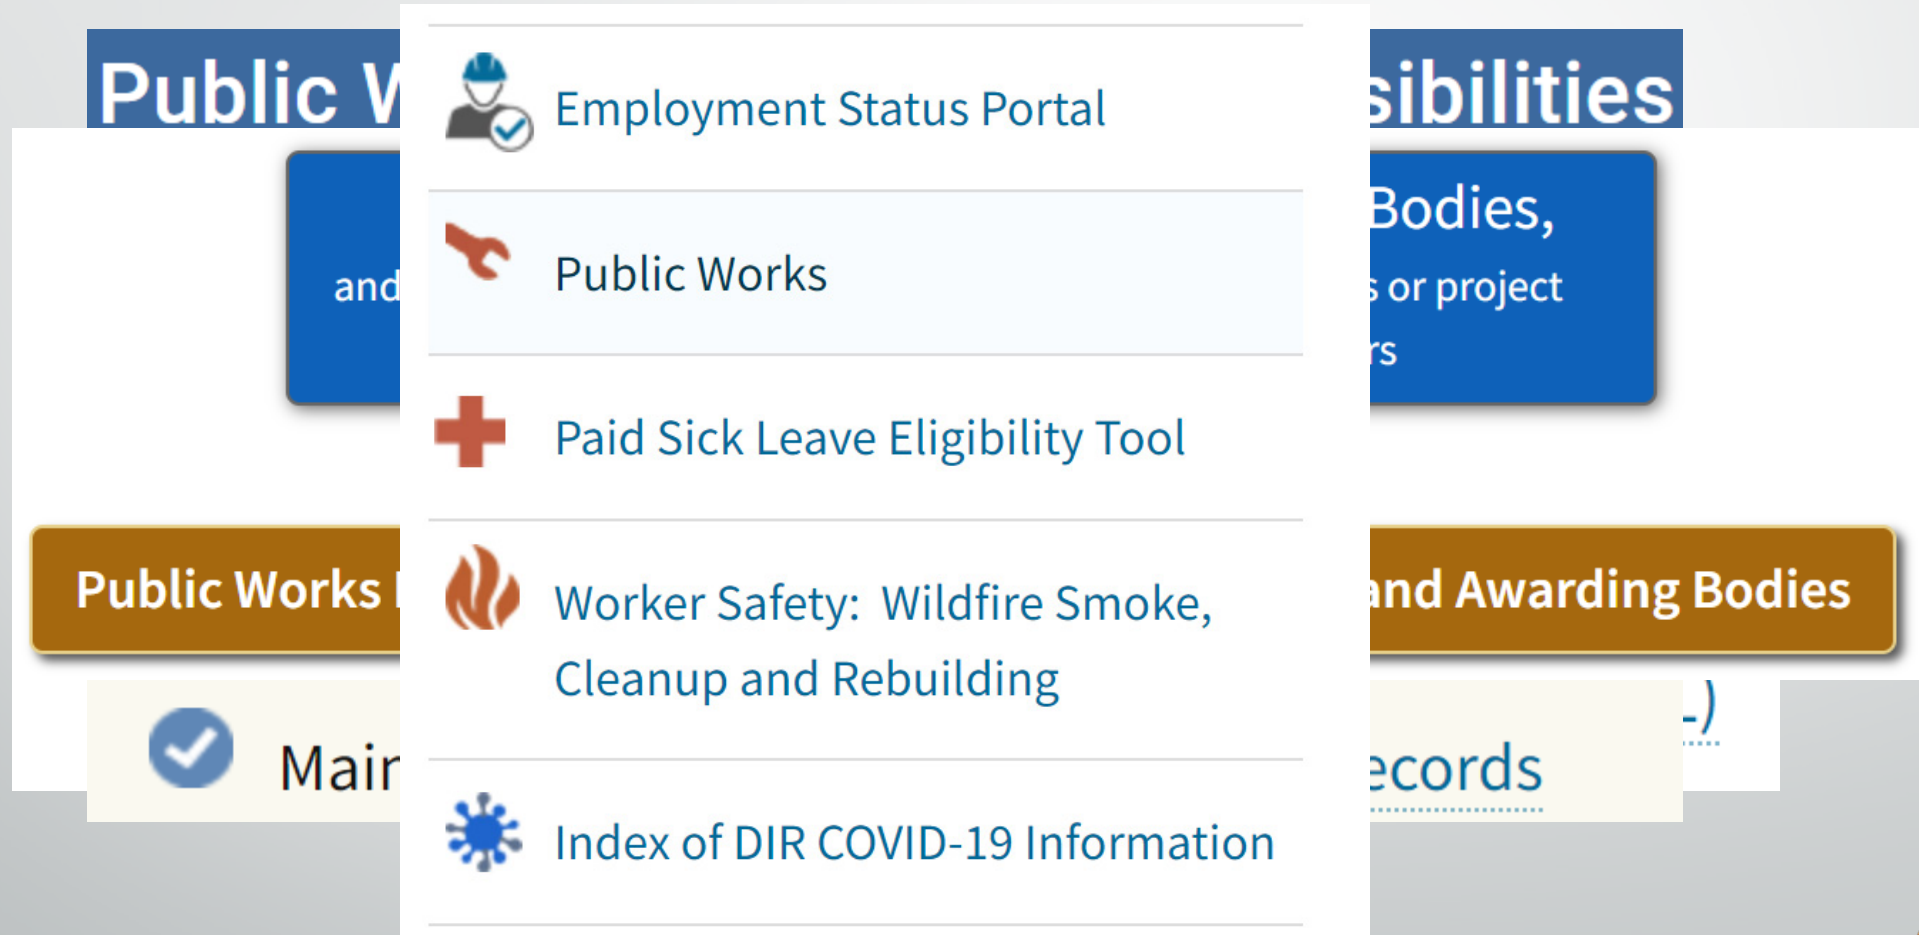 Public
sibilities
Employment Status Portal
Bodies,
and
s or project
Public Works
rs
Paid Sick Leave Eligibility Tool
Public Works
and Awarding Bodies
Worker Safety:  Wildfire Smoke,
Cleanup and Rebuilding
L)
ecords
Index of DIR COVID-19 Information